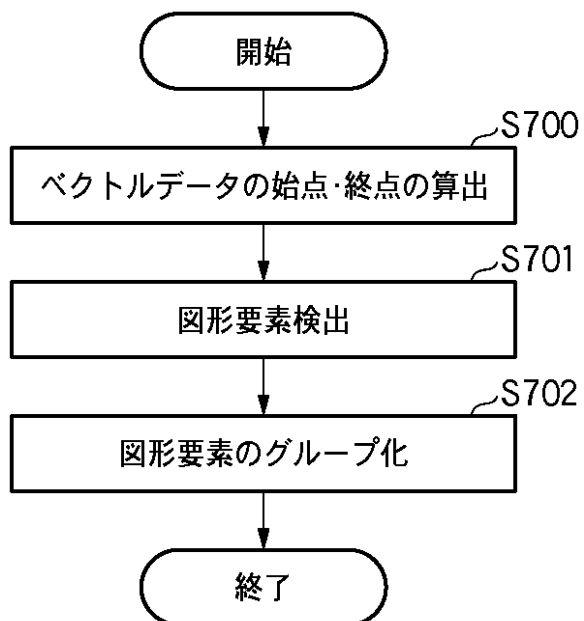 開始
S700
ベクトルデータの始点･終点の算出
S701
図形要素検出
S702
図形要素のグループ化
終了